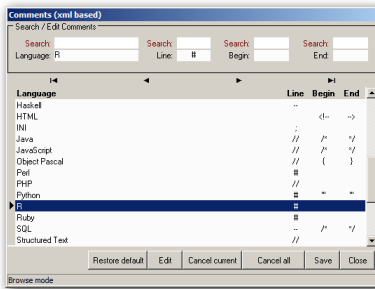 Comments (xml based)
Search / Edit Comments
Search: Search: Search: Search:
Language: R Line: # Begin: End:
Language Line Begin End
Haskell --
HTML <!-- -->
INI ;
Java // /* */
JavaScript // /* */
Object Pascal // { }
Perl #
PHP //
Python # ''' '''
R #
Ruby #
SQL -- /* */
Structured Text //
Restore default Edit Cancel current Cancel all Save Close
Browse mode